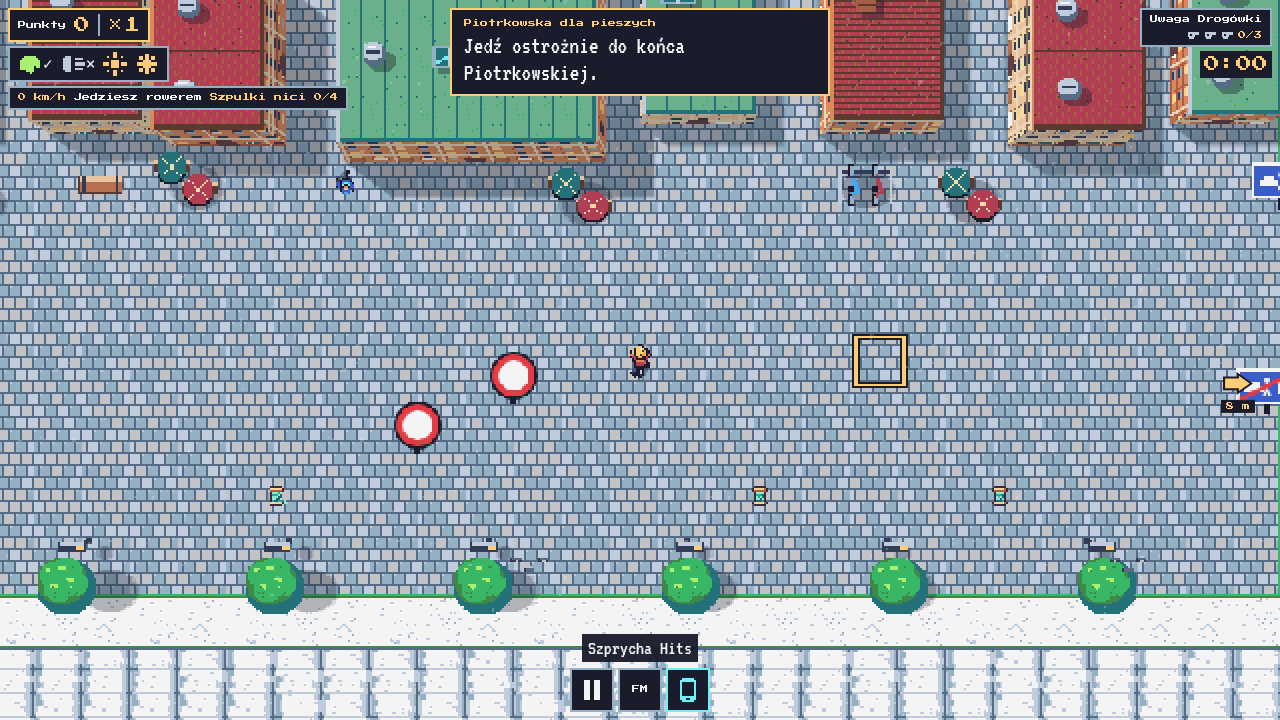 Punkty 0 ×1
Piotrkowska dla pieszych
Jedź ostrożnie do końca
Piotrkowskiej.
Uwaga Drogówki
0/3
0:00
0 km/h Jedziesz rowerem Szpulki nici 0/4
8 m
Szprycha Hits
FM